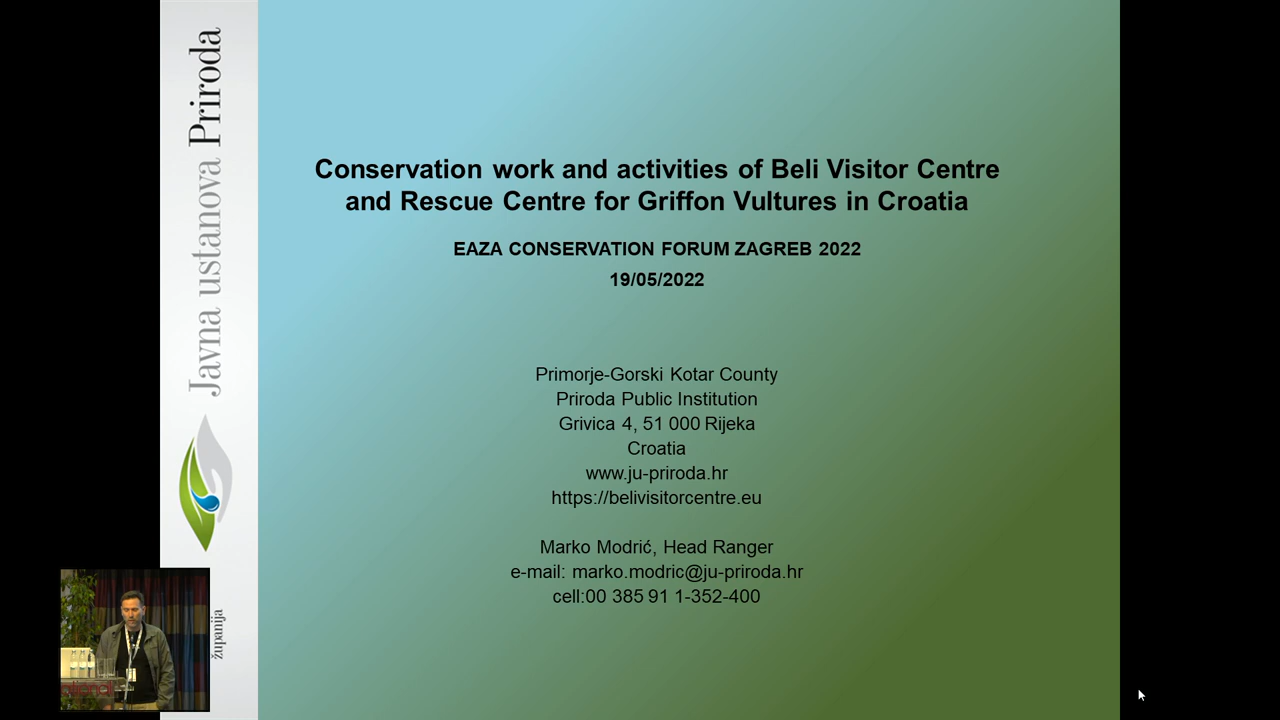 Javna ustanova Priroda
županija
Conservation work and activities of Beli Visitor Centre
and Rescue Centre for Griffon Vultures in Croatia
EAZA CONSERVATION FORUM ZAGREB 2022
19/05/2022
Primorje-Gorski Kotar County
Priroda Public Institution
Grivica 4, 51 000 Rijeka
Croatia
www.ju-priroda.hr
https://belivisitorcentre.eu
Marko Modrić, Head Ranger
e-mail: marko.modric@ju-priroda.hr
cell:00 385 91 1-352-400